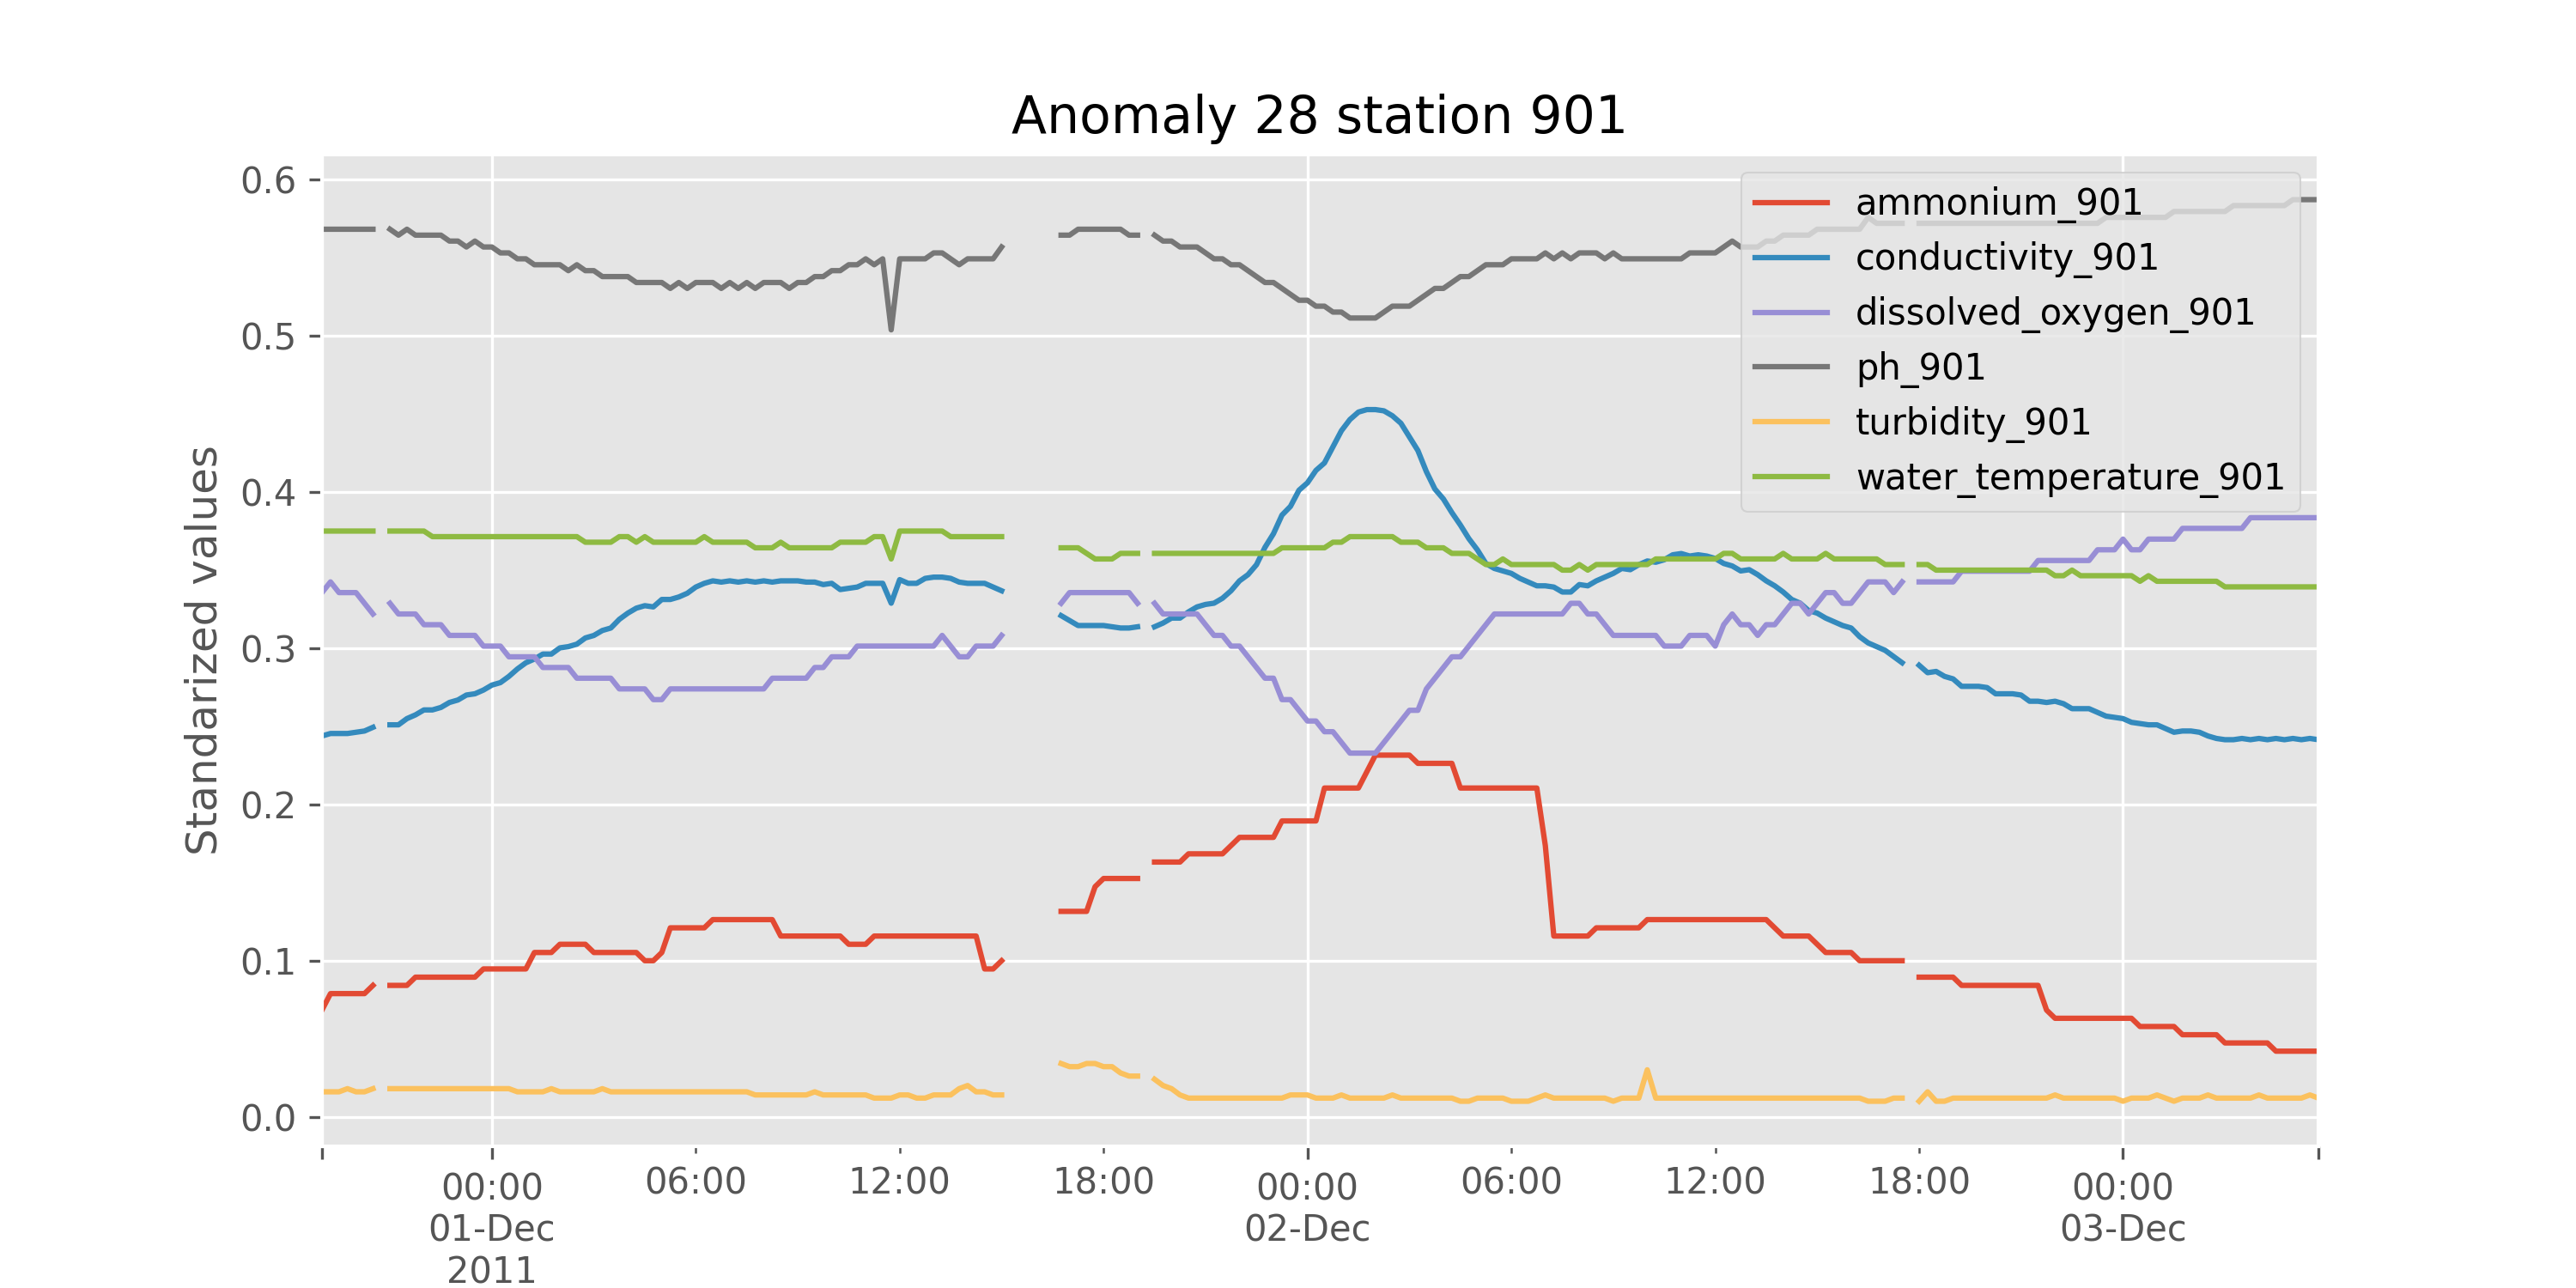 Anomaly 28 station 901
Standarized values
0.6
0.5
0.4
0.3
0.2
0.1
0.0
ammonium_901
conductivity_901
dissolved_oxygen_901
ph_901
turbidity_901
water_temperature_901
00:00 06:00 12:00 18:00 00:00 06:00 12:00 18:00 00:00
01-Dec 02-Dec 03-Dec
2011